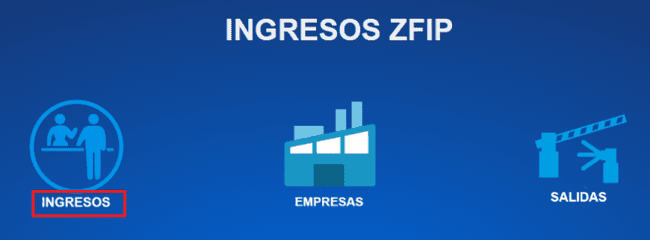 INGRESOS ZFIP
INGRESOS
EMPRESAS
SALIDAS